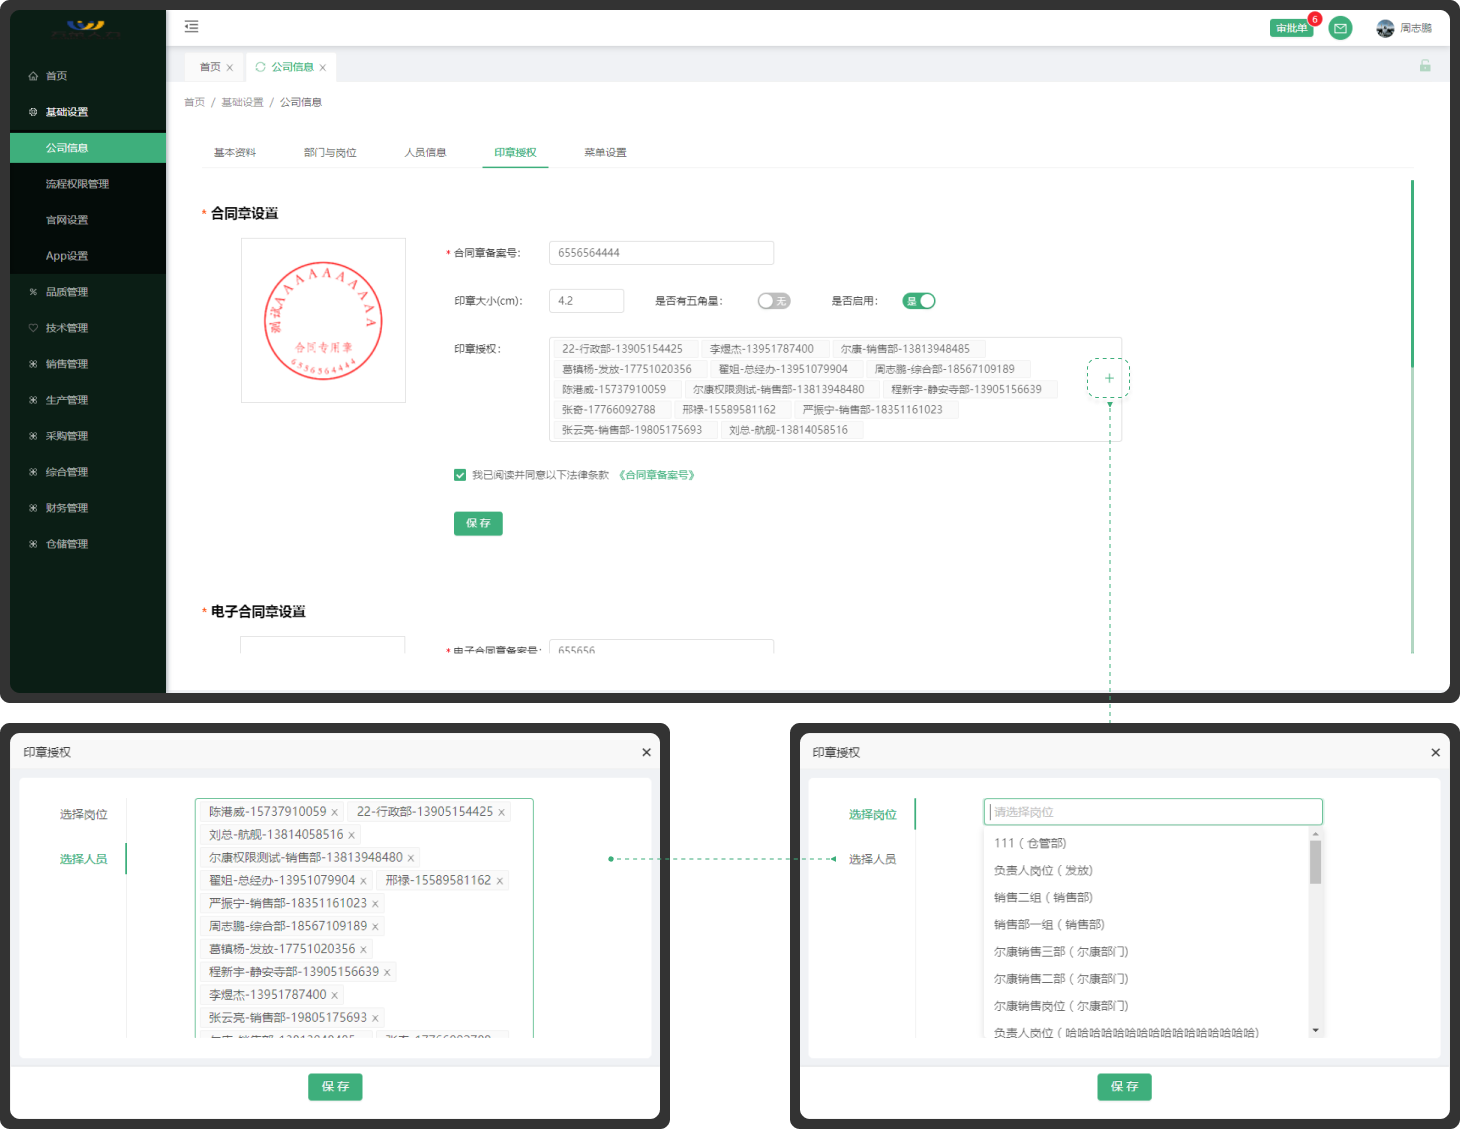 审批单
6
周志鹏
首页
基础设置
公司信息
流程权限管理
官网设置
App设置
品质管理
技术管理
销售管理
生产管理
采购管理
综合管理
财务管理
仓储管理
首页 ×
公司信息 ×
首页 / 基础设置 / 公司信息
基本资料 部门与岗位 人员信息 印章授权 菜单设置
* 合同章设置
测试AAAAAAAAAA
合同专用章
6556564444
* 合同章备案号: 6556564444
印章大小(cm): 4.2 是否有五角星: 无 是否启用: 是
印章授权:
22-行政部-13905154425 李煜杰-13951787400 尔康-销售部-13813948485
葛镇杨-发放-17751020356 翟姐-总经办-13951079904 周志鹏-综合部-18567109189
陈港威-15737910059 尔康权限测试-销售部-13813948480 程新宇-静安寺部-13905156639
张奇-17766092788 邢禄-15589581162 严振宁-销售部-18351161023
张云亮-销售部-19805175693 刘总-航舰-13814058516
+
我已阅读并同意以下法律条款 《合同章备案号》
保 存
* 电子合同章设置
* 电子合同章备案号: 655656
印章授权 ×
选择岗位
选择人员
陈港威-15737910059 × 22-行政部-13905154425 ×
刘总-航舰-13814058516 ×
尔康权限测试-销售部-13813948480 ×
翟姐-总经办-13951079904 × 邢禄-15589581162 ×
严振宁-销售部-18351161023 ×
周志鹏-综合部-18567109189 ×
葛镇杨-发放-17751020356 ×
程新宇-静安寺部-13905156639 ×
李煜杰-13951787400 ×
张云亮-销售部-19805175693 ×
保 存
印章授权 ×
选择岗位
选择人员
请选择岗位
111 ( 仓管部)
负责人岗位 ( 发放)
销售二组 ( 销售部)
销售部一组 ( 销售部)
尔康销售三部 ( 尔康部门)
尔康销售二部 ( 尔康部门)
尔康销售岗位 ( 尔康部门)
负责人岗位 ( 哈哈哈哈哈哈哈哈哈哈哈哈哈哈哈哈)
保 存